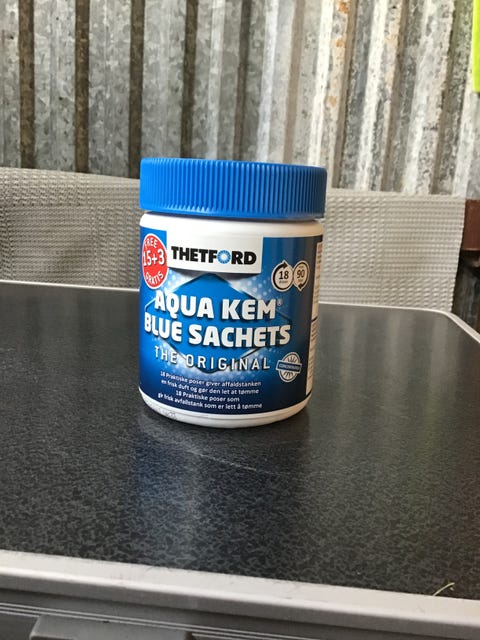 FREE
15+3
GRATIS
THETFORD
18
90
AQUA KEM®
BLUE SACHETS
THE ORIGINAL
CONCENTRATED
18 Praktiske poser giver affaldstanken
en frisk duft og gør den let at tømme
18 Praktiske poser som
gir frisk avfallstank som er lett å tømme